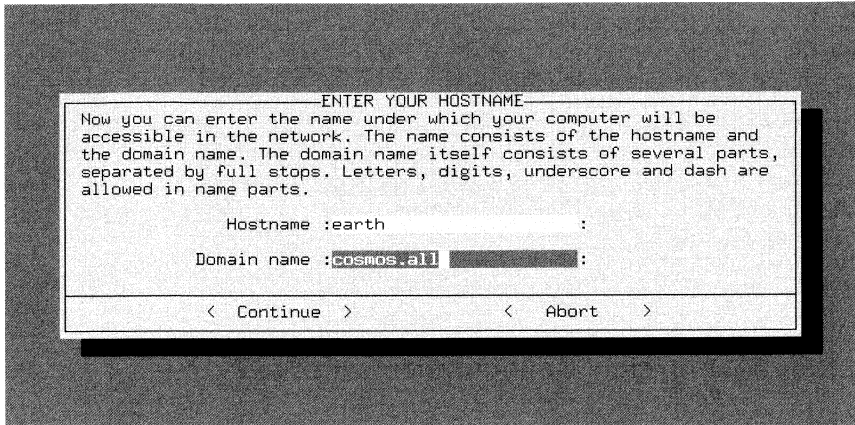 ENTER YOUR HOSTNAME
Now you can enter the name under which your computer will be
accessible in the network. The name consists of the hostname and
the domain name. The domain name itself consists of several parts,
separated by full stops. Letters, digits, underscore and dash are
allowed in name parts.
Hostname :earth :
Domain name :cosmos.all :
< Continue > < Abort >